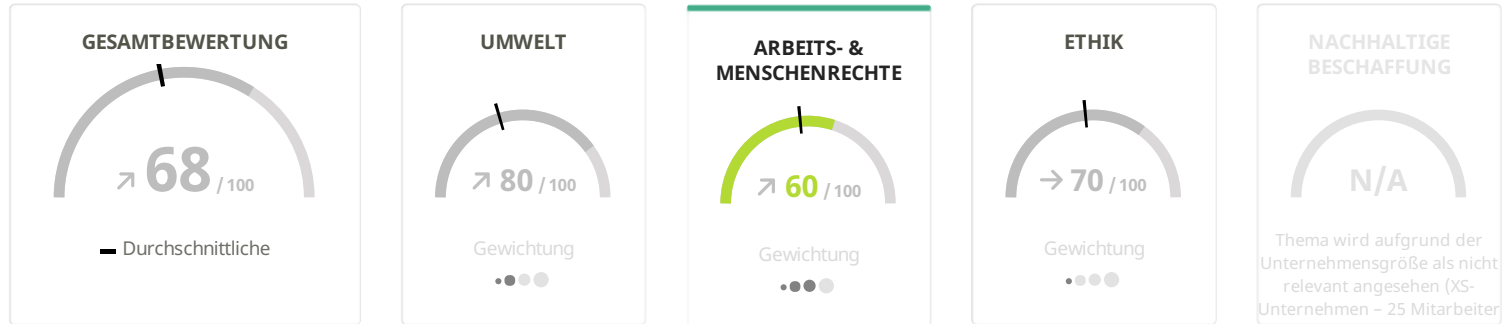 GESAMTBEWERTUNG
68 / 100
Durchschnittliche
UMWELT
80 / 100
Gewichtung
ARBEITS- &
MENSCHENRECHTE
60 / 100
Gewichtung
ETHIK
70 / 100
Gewichtung
NACHHALTIGE
BESCHAFFUNG
N/A
Thema wird aufgrund der
Unternehmensgröße als nicht
relevant angesehen (XS-
Unternehmen – 25 Mitarbeiter